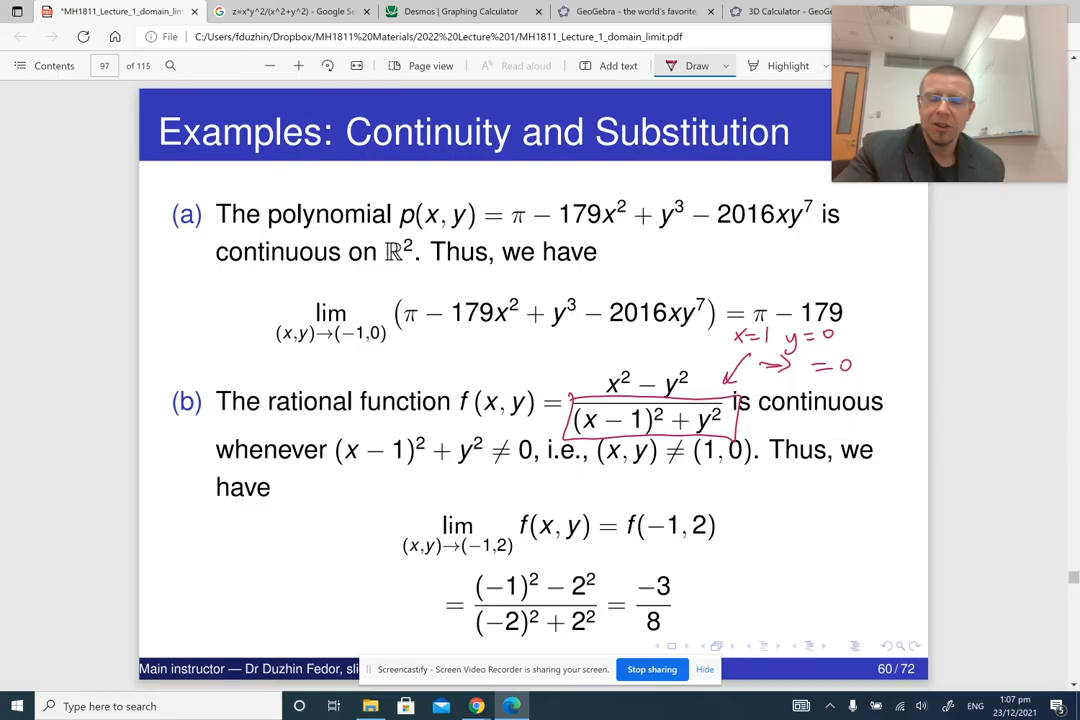 *MH1811_Lecture_1_domain_lim
z=x*y^2/(x^2+y^2) - Google Se
Desmos | Graphing Calculator
GeoGebra - the world's favorite,
3D Calculator - GeoGe
File
C:/Users/fduzhin/Dropbox/MH1811%20Materials/2022%20Lecture%201/MH1811_Lecture_1_domain_limit.pdf
Contents
97 of 115
Page view
Read aloud
Add text
Draw
Highlight
Examples: Continuity and Substitution
(a) The polynomial p(x, y) = π − 179x² + y³ − 2016xy⁷ is
continuous on ℝ². Thus, we have
lim (π − 179x² + y³ − 2016xy⁷) = π − 179
(x,y)→(−1,0)
x=1 y=0
⇒ =0
x² − y²
(b) The rational function f (x, y) = is continuous
(x − 1)² + y²
whenever (x − 1)² + y² ≠ 0, i.e., (x, y) ≠ (1, 0). Thus, we
have
lim f(x, y) = f(−1, 2)
(x,y)→(−1,2)
= (−1)² − 2² / (−2)² + 2² = −3 / 8
Main instructor — Dr Duzhin Fedor, sli
60/72
Screencastify - Screen Video Recorder is sharing your screen.
Stop sharing
Hide
Type here to search
ENG
1:07 pm
23/12/2021
5